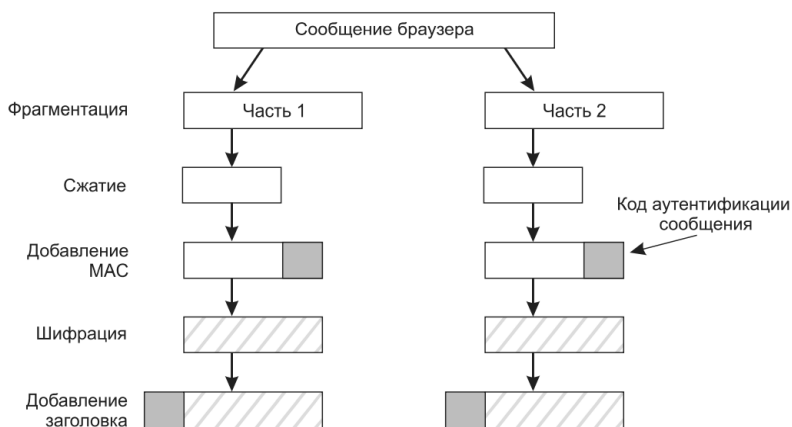 Сообщение браузера
Фрагментация
Часть 1
Часть 2
Сжатие
Код аутентификации
сообщения
Добавление
MAC
Шифрация
Добавление
заголовка